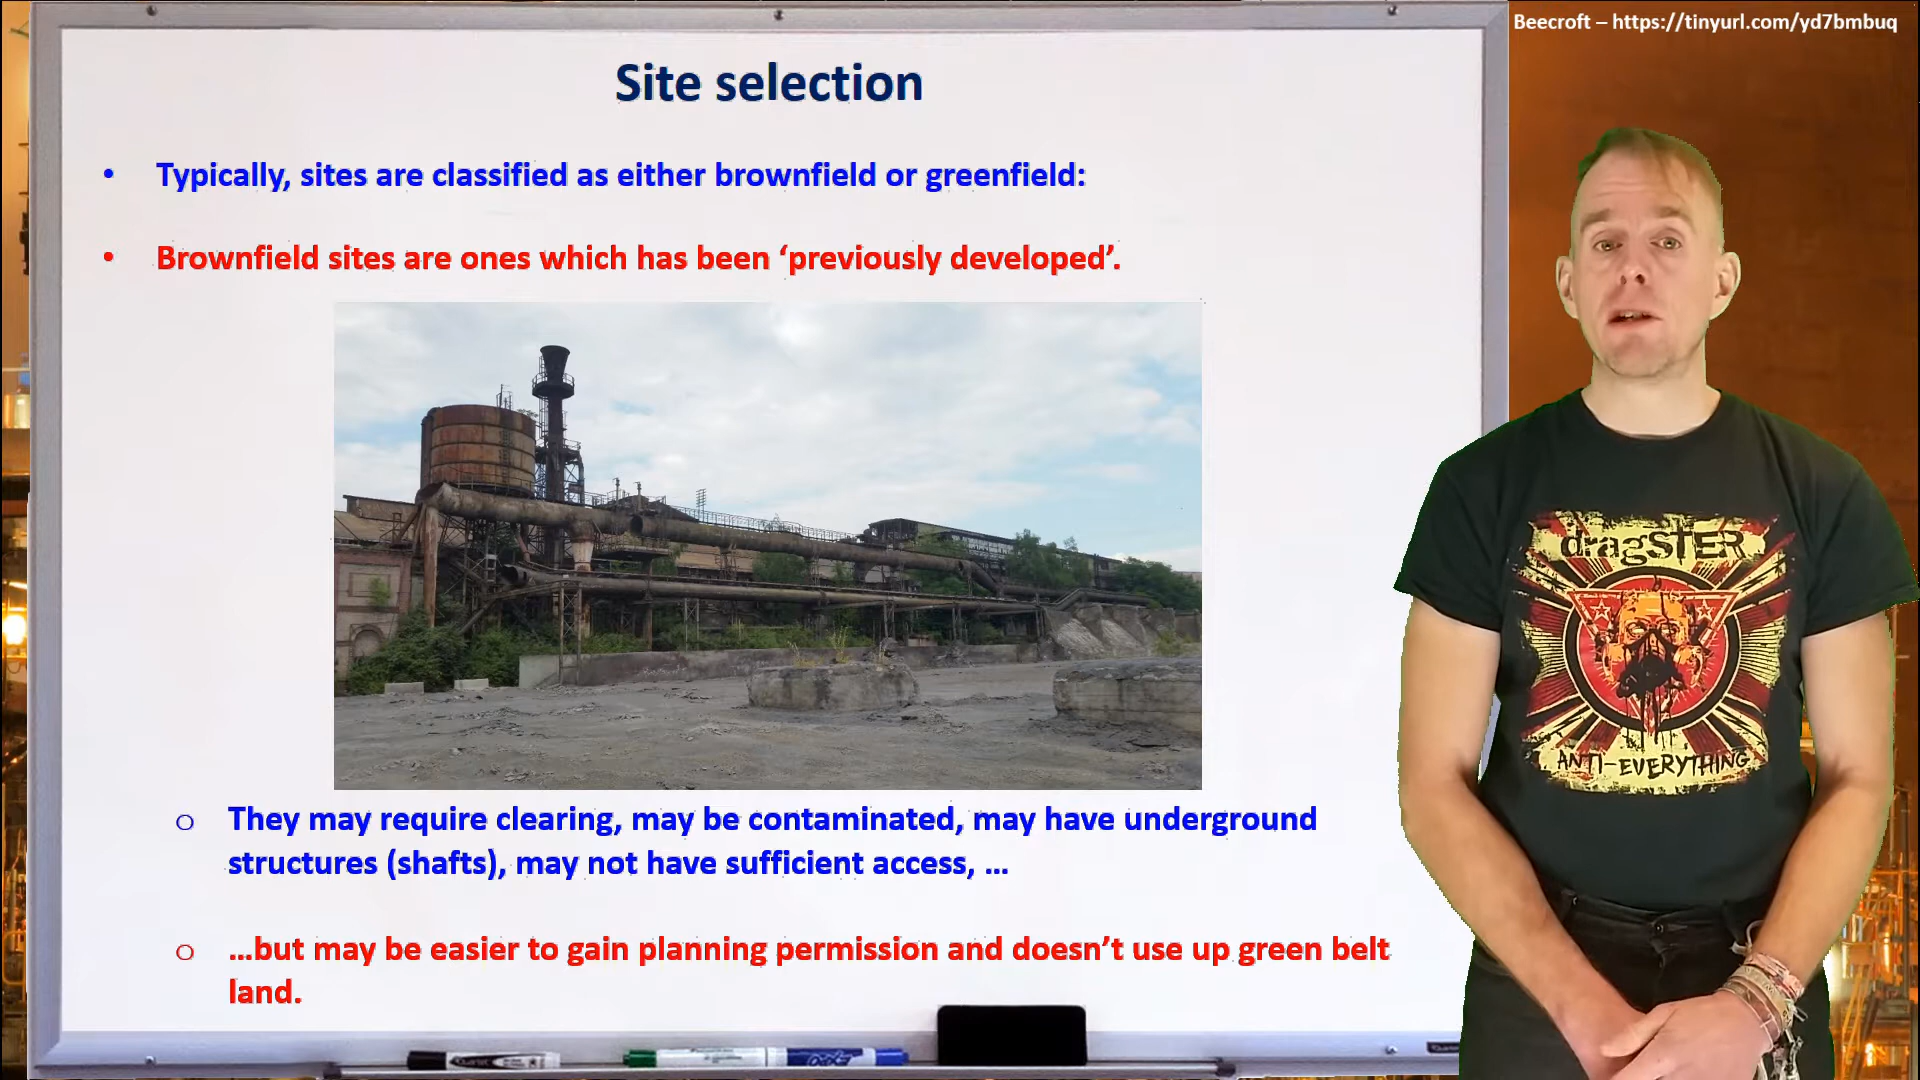 Beecroft – https://tinyurl.com/yd7bmbuq
Site selection
• Typically, sites are classified as either brownfield or greenfield:
• Brownfield sites are ones which has been ‘previously developed’.
o They may require clearing, may be contaminated, may have underground
structures (shafts), may not have sufficient access, ...
o ...but may be easier to gain planning permission and doesn’t use up green belt
land.
dragSTER
ANTI-EVERYTHING